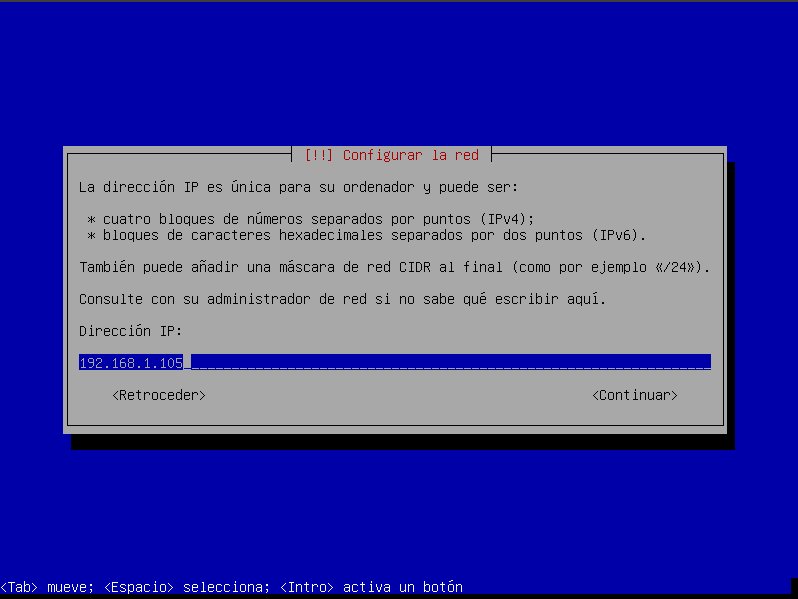 [!!] Configurar la red
La dirección IP es única para su ordenador y puede ser:
* cuatro bloques de números separados por puntos (IPv4);
* bloques de caracteres hexadecimales separados por dos puntos (IPv6).
También puede añadir una máscara de red CIDR al final (como por ejemplo «/24»).
Consulte con su administrador de red si no sabe qué escribir aquí.
Dirección IP:
192.168.1.105
<Retroceder> <Continuar>
<Tab> mueve; <Espacio> selecciona; <Intro> activa un botón